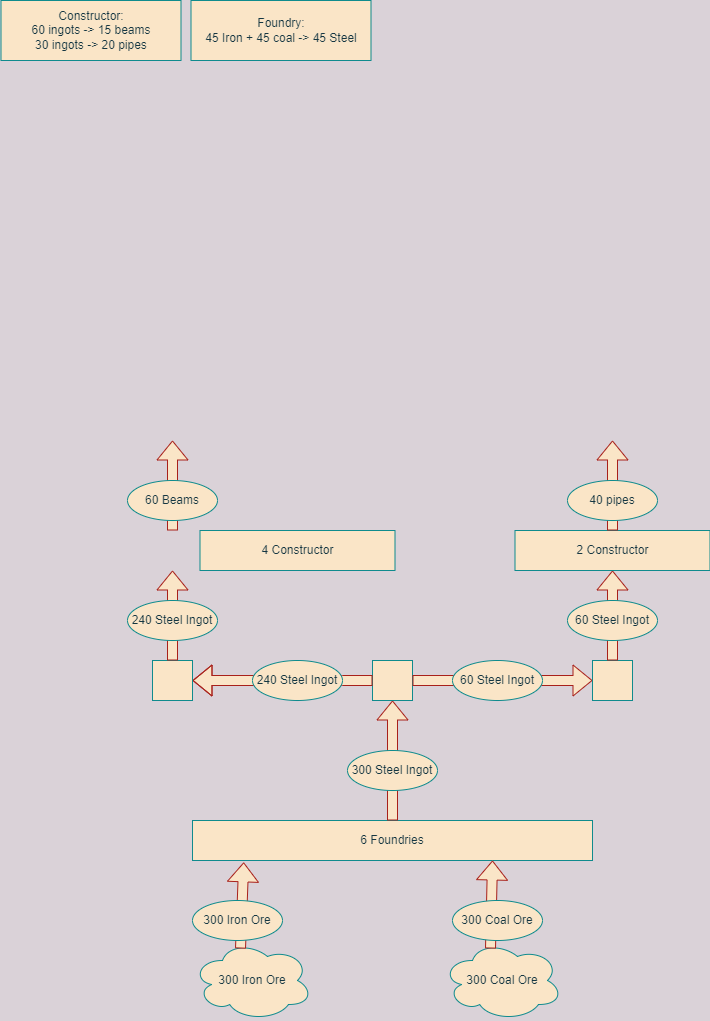 Constructor:
60 ingots -> 15 beams
30 ingots -> 20 pipes
Foundry:
45 Iron + 45 coal -> 45 Steel
60 Beams
40 pipes
4 Constructor
2 Constructor
240 Steel Ingot
60 Steel Ingot
240 Steel Ingot
60 Steel Ingot
300 Steel Ingot
6 Foundries
300 Iron Ore
300 Coal Ore
300 Iron Ore
300 Coal Ore